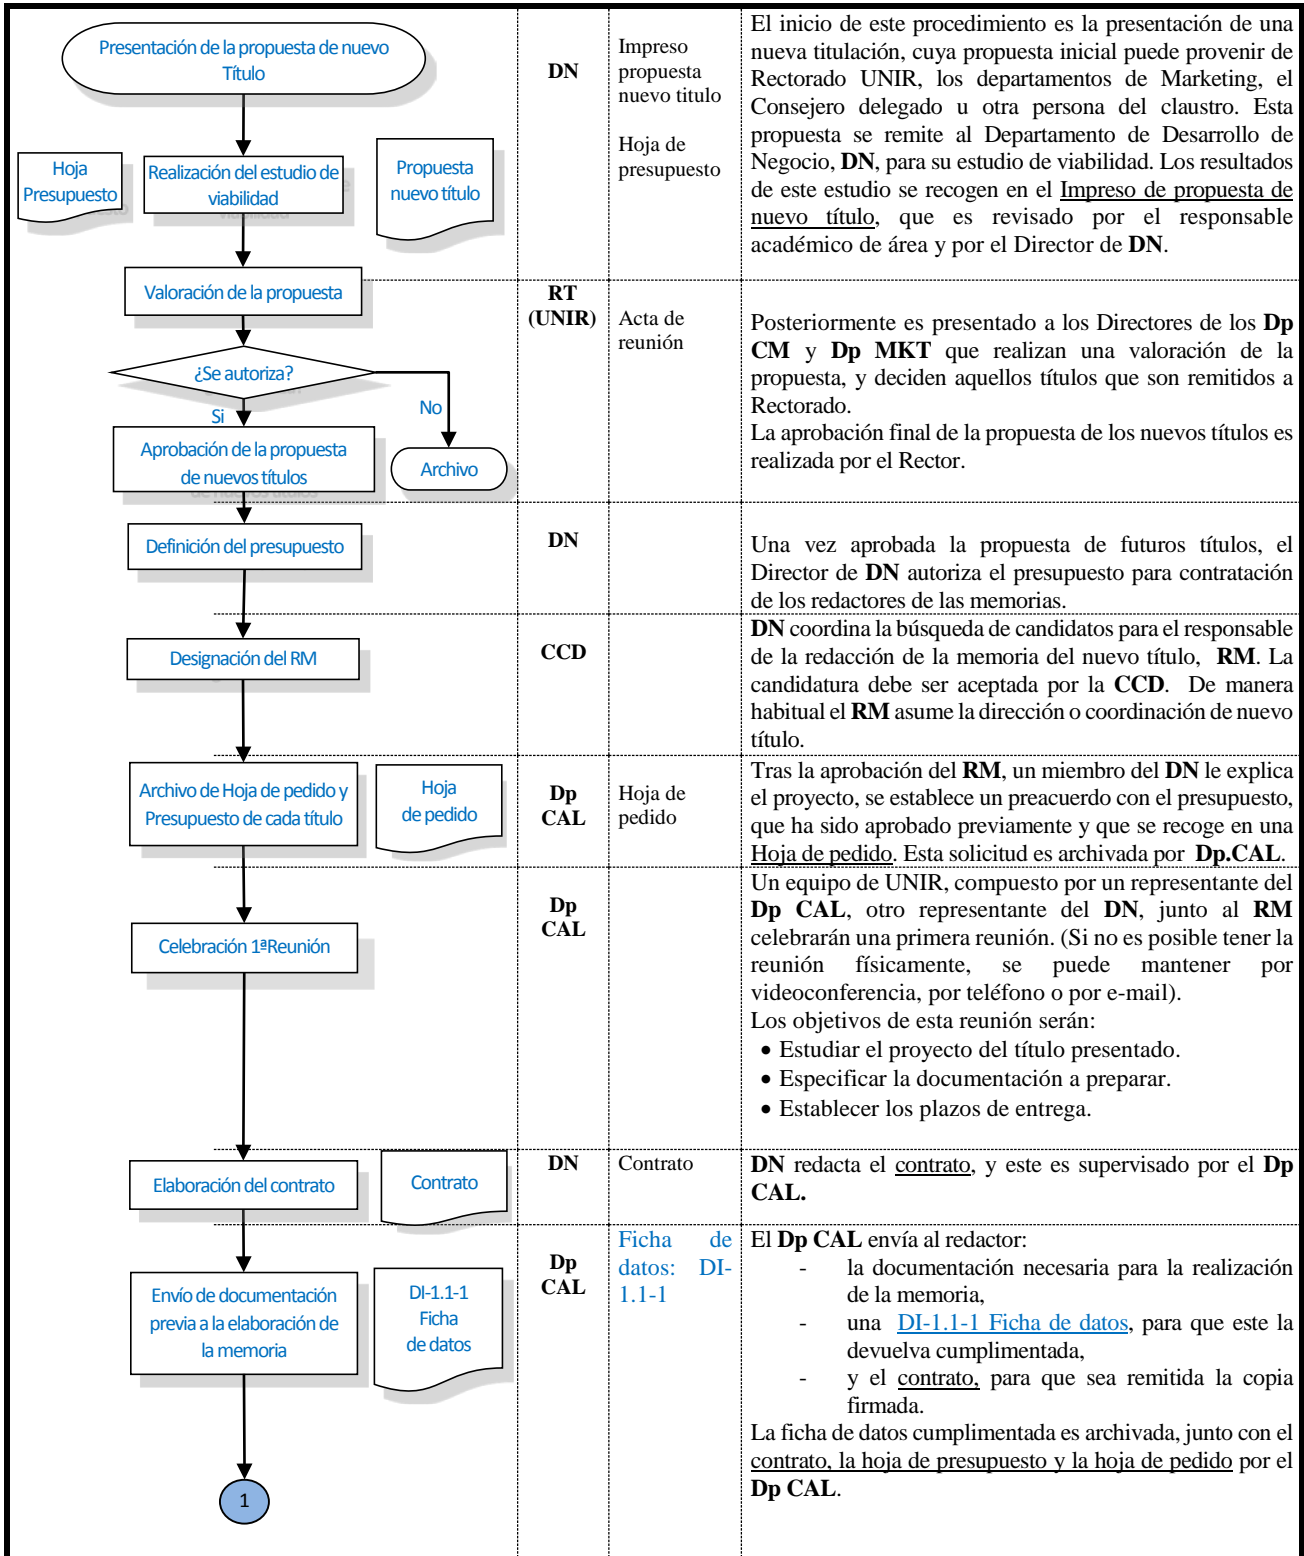 Presentación de la propuesta de nuevo
Título
Hoja
Presupuesto
Realización del estudio de
viabilidad
Propuesta
nuevo título
DN
Impreso
propuesta
nuevo titulo
Hoja de
presupuesto
El inicio de este procedimiento es la presentación de una
nueva titulación, cuya propuesta inicial puede provenir de
Rectorado UNIR, los departamentos de Marketing, el
Consejero delegado u otra persona del claustro. Esta
propuesta se remite al Departamento de Desarrollo de
Negocio, DN, para su estudio de viabilidad. Los resultados
de este estudio se recogen en el Impreso de propuesta de
nuevo título, que es revisado por el responsable
académico de área y por el Director de DN.
Valoración de la propuesta
¿Se autoriza?
Si
No
Aprobación de la propuesta
de nuevos títulos
Archivo
RT
(UNIR)
Acta de
reunión
Posteriormente es presentado a los Directores de los Dp
CM y Dp MKT que realizan una valoración de la
propuesta, y deciden aquellos títulos que son remitidos a
Rectorado.
La aprobación final de la propuesta de los nuevos títulos es
realizada por el Rector.
Definición del presupuesto
DN
Una vez aprobada la propuesta de futuros títulos, el
Director de DN autoriza el presupuesto para contratación
de los redactores de las memorias.
Designación del RM
CCD
DN coordina la búsqueda de candidatos para el responsable
de la redacción de la memoria del nuevo título, RM. La
candidatura debe ser aceptada por la CCD. De manera
habitual el RM asume la dirección o coordinación de nuevo
título.
Archivo de Hoja de pedido y
Presupuesto de cada título
Hoja
de pedido
Dp
CAL
Hoja de
pedido
Tras la aprobación del RM, un miembro del DN le explica
el proyecto, se establece un preacuerdo con el presupuesto,
que ha sido aprobado previamente y que se recoge en una
Hoja de pedido. Esta solicitud es archivada por Dp.CAL.
Celebración 1ªReunión
Dp
CAL
Un equipo de UNIR, compuesto por un representante del
Dp CAL, otro representante del DN, junto al RM
celebrarán una primera reunión. (Si no es posible tener la
reunión físicamente, se puede mantener por
videoconferencia, por teléfono o por e-mail).
Los objetivos de esta reunión serán:
• Estudiar el proyecto del título presentado.
• Especificar la documentación a preparar.
• Establecer los plazos de entrega.
Elaboración del contrato
Contrato
DN
Contrato
DN redacta el contrato, y este es supervisado por el Dp
CAL.
Envío de documentación
previa a la elaboración de
la memoria
DI-1.1-1
Ficha
de datos
Dp
CAL
Ficha de
datos: DI-
1.1-1
El Dp CAL envía al redactor:
- la documentación necesaria para la realización
de la memoria,
- una DI-1.1-1 Ficha de datos, para que este la
devuelva cumplimentada,
- y el contrato, para que sea remitida la copia
firmada.
La ficha de datos cumplimentada es archivada, junto con el
contrato, la hoja de presupuesto y la hoja de pedido por el
Dp CAL.
1